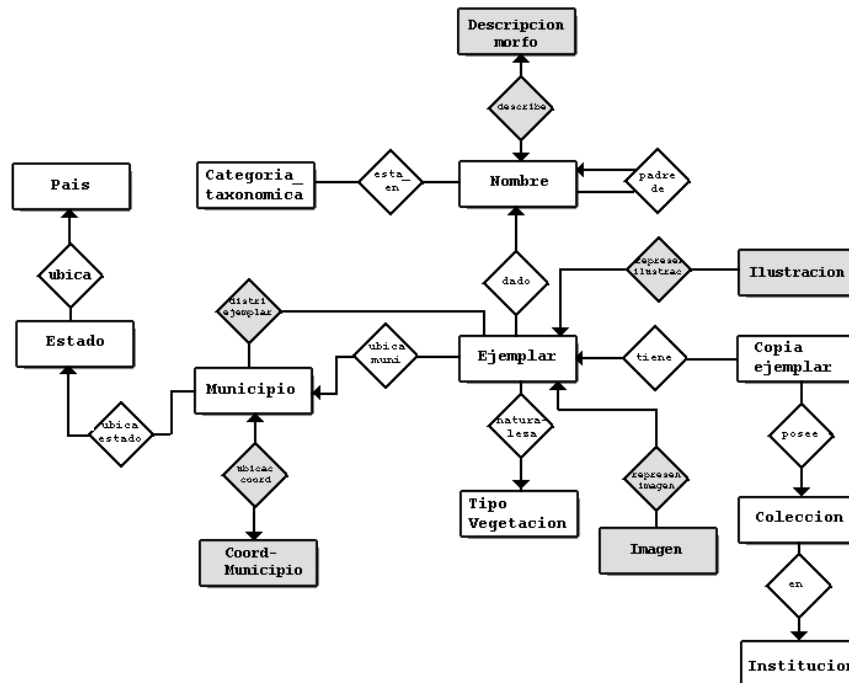 Descripcion
morfo
describe
Categoria_
taxonomica
esta_
en
Nombre
padre
de
Pais
ubica
dado
represen
ilustrac
Ilustracion
distri
ejemplar
Estado
ubica
muni
Ejemplar
tiene
Copia
ejemplar
Municipio
ubica
estado
natura-
leza
posee
ubicac
coord
represen
imagen
Tipo
Vegetacion
Coleccion
Coord-
Municipio
Imagen
en
Institucion